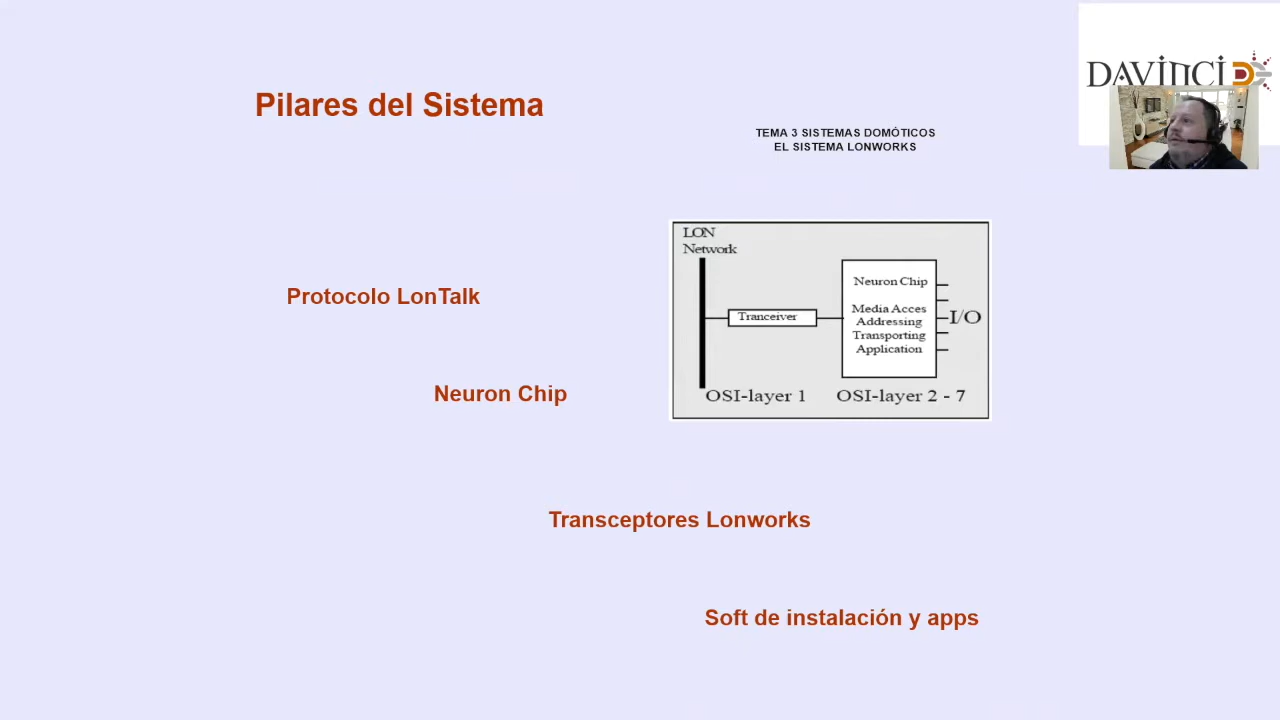 DAVINCI
Pilares del Sistema
TEMA 3 SISTEMAS DOMÓTICOS
EL SISTEMA LONWORKS
LON
Network
Neuron Chip
Protocolo LonTalk
Media Acces
Tranceiver
I/O
Addressing
Transporting
Application
Neuron Chip
OSI-layer 1
OSI-layer 2 - 7
Transceptores Lonworks
Soft de instalación y apps